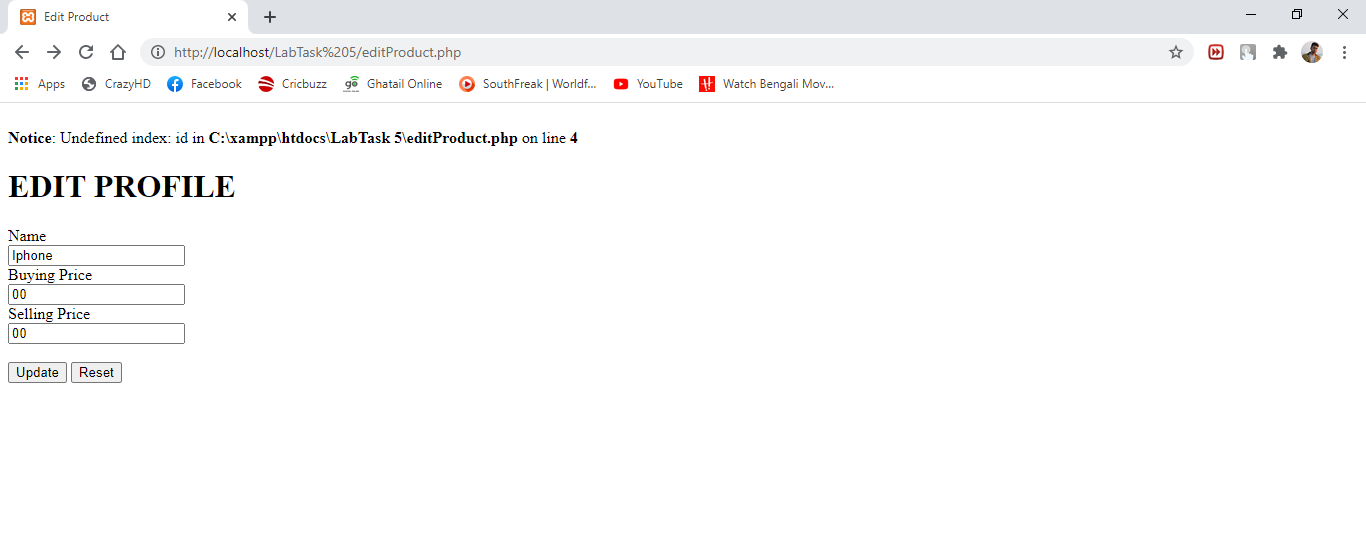 Edit Product
http://localhost/LabTask%205/editProduct.php
Apps CrazyHD Facebook Cricbuzz Ghatail Online SouthFreak | Worldf... YouTube Watch Bengali Mov...
Notice: Undefined index: id in C:\xampp\htdocs\LabTask 5\editProduct.php on line 4
EDIT PROFILE
Name
Iphone
Buying Price
00
Selling Price
00
Update Reset